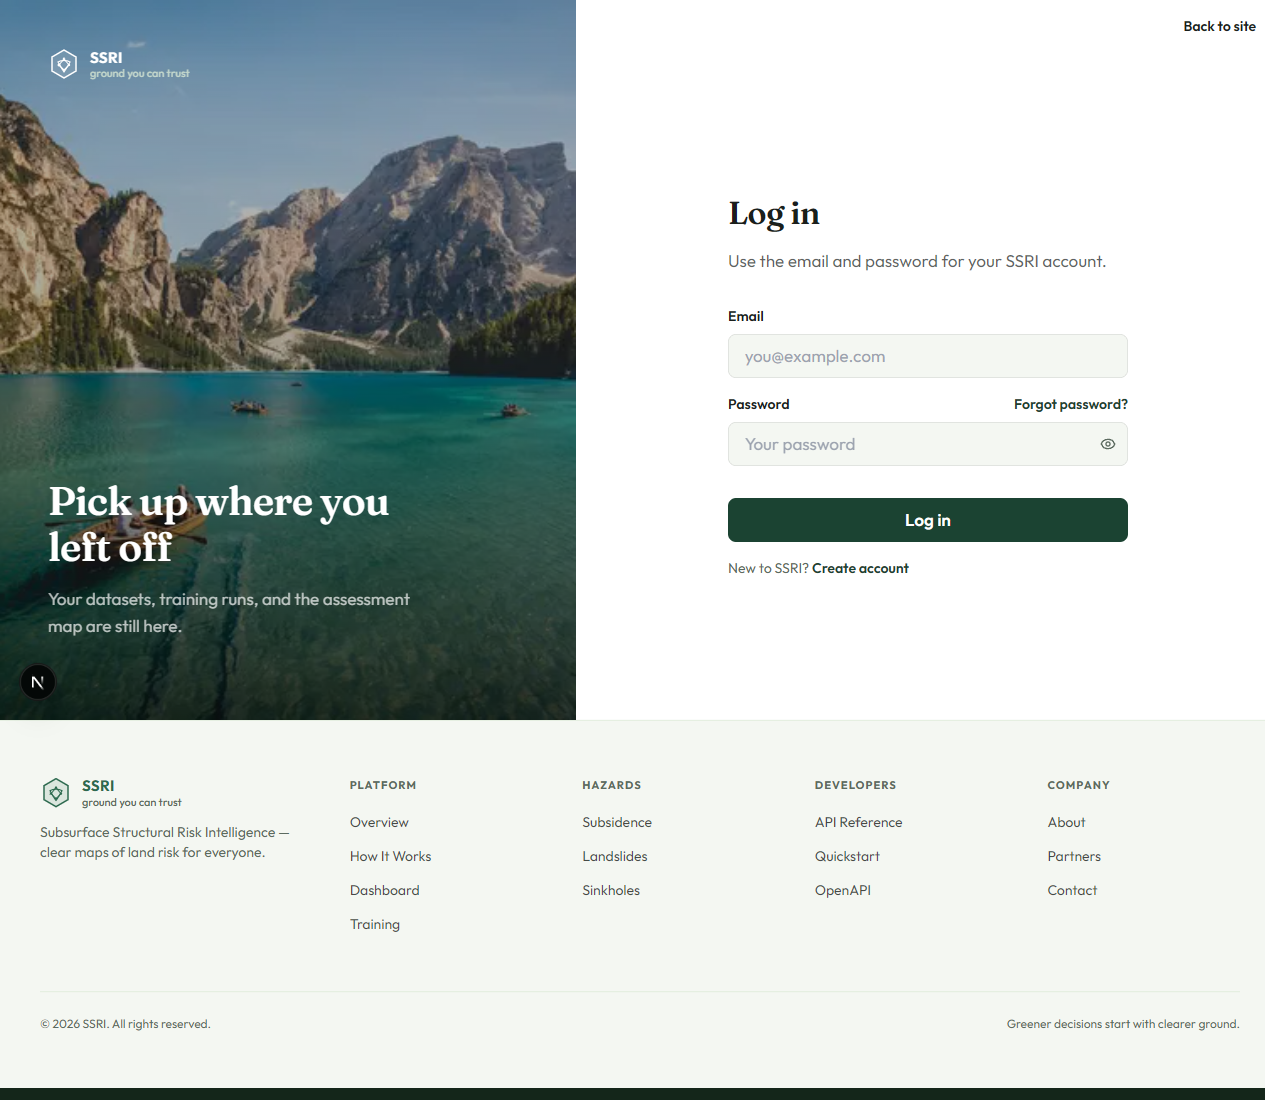 SSRI
ground you can trust
Back to site
Pick up where you
left off
Your datasets, training runs, and the assessment
map are still here.
N
Log in
Use the email and password for your SSRI account.
Email
you@example.com
Password
Forgot password?
Your password
Log in
New to SSRI? Create account
SSRI
ground you can trust
Subsurface Structural Risk Intelligence —
clear maps of land risk for everyone.
PLATFORM
Overview
How It Works
Dashboard
Training
HAZARDS
Subsidence
Landslides
Sinkholes
DEVELOPERS
API Reference
Quickstart
OpenAPI
COMPANY
About
Partners
Contact
© 2026 SSRI. All rights reserved.
Greener decisions start with clearer ground.